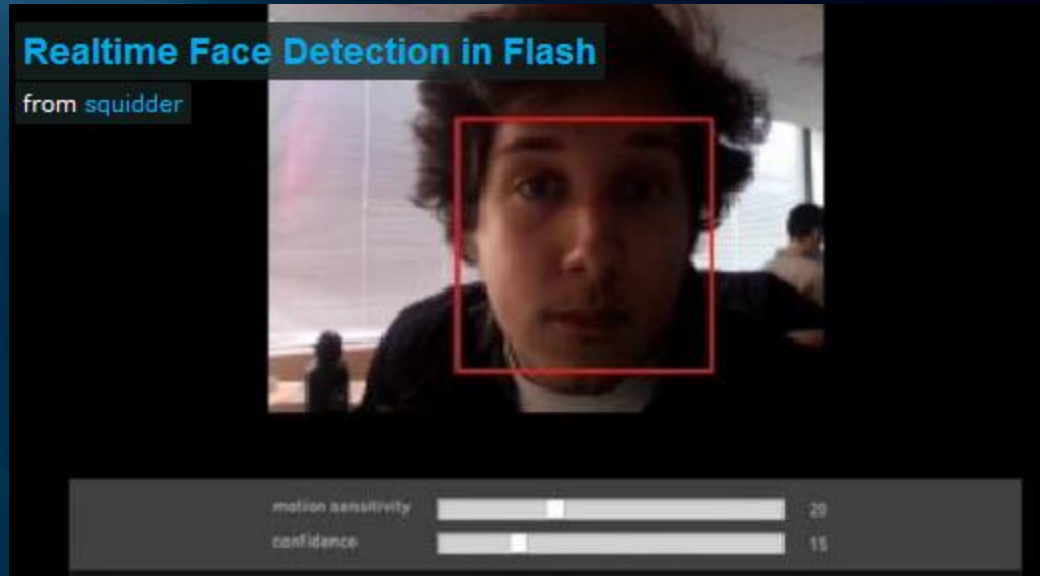 Realtime Face Detection in Flash
from squidder
motion sensitivity 20
confidence 15